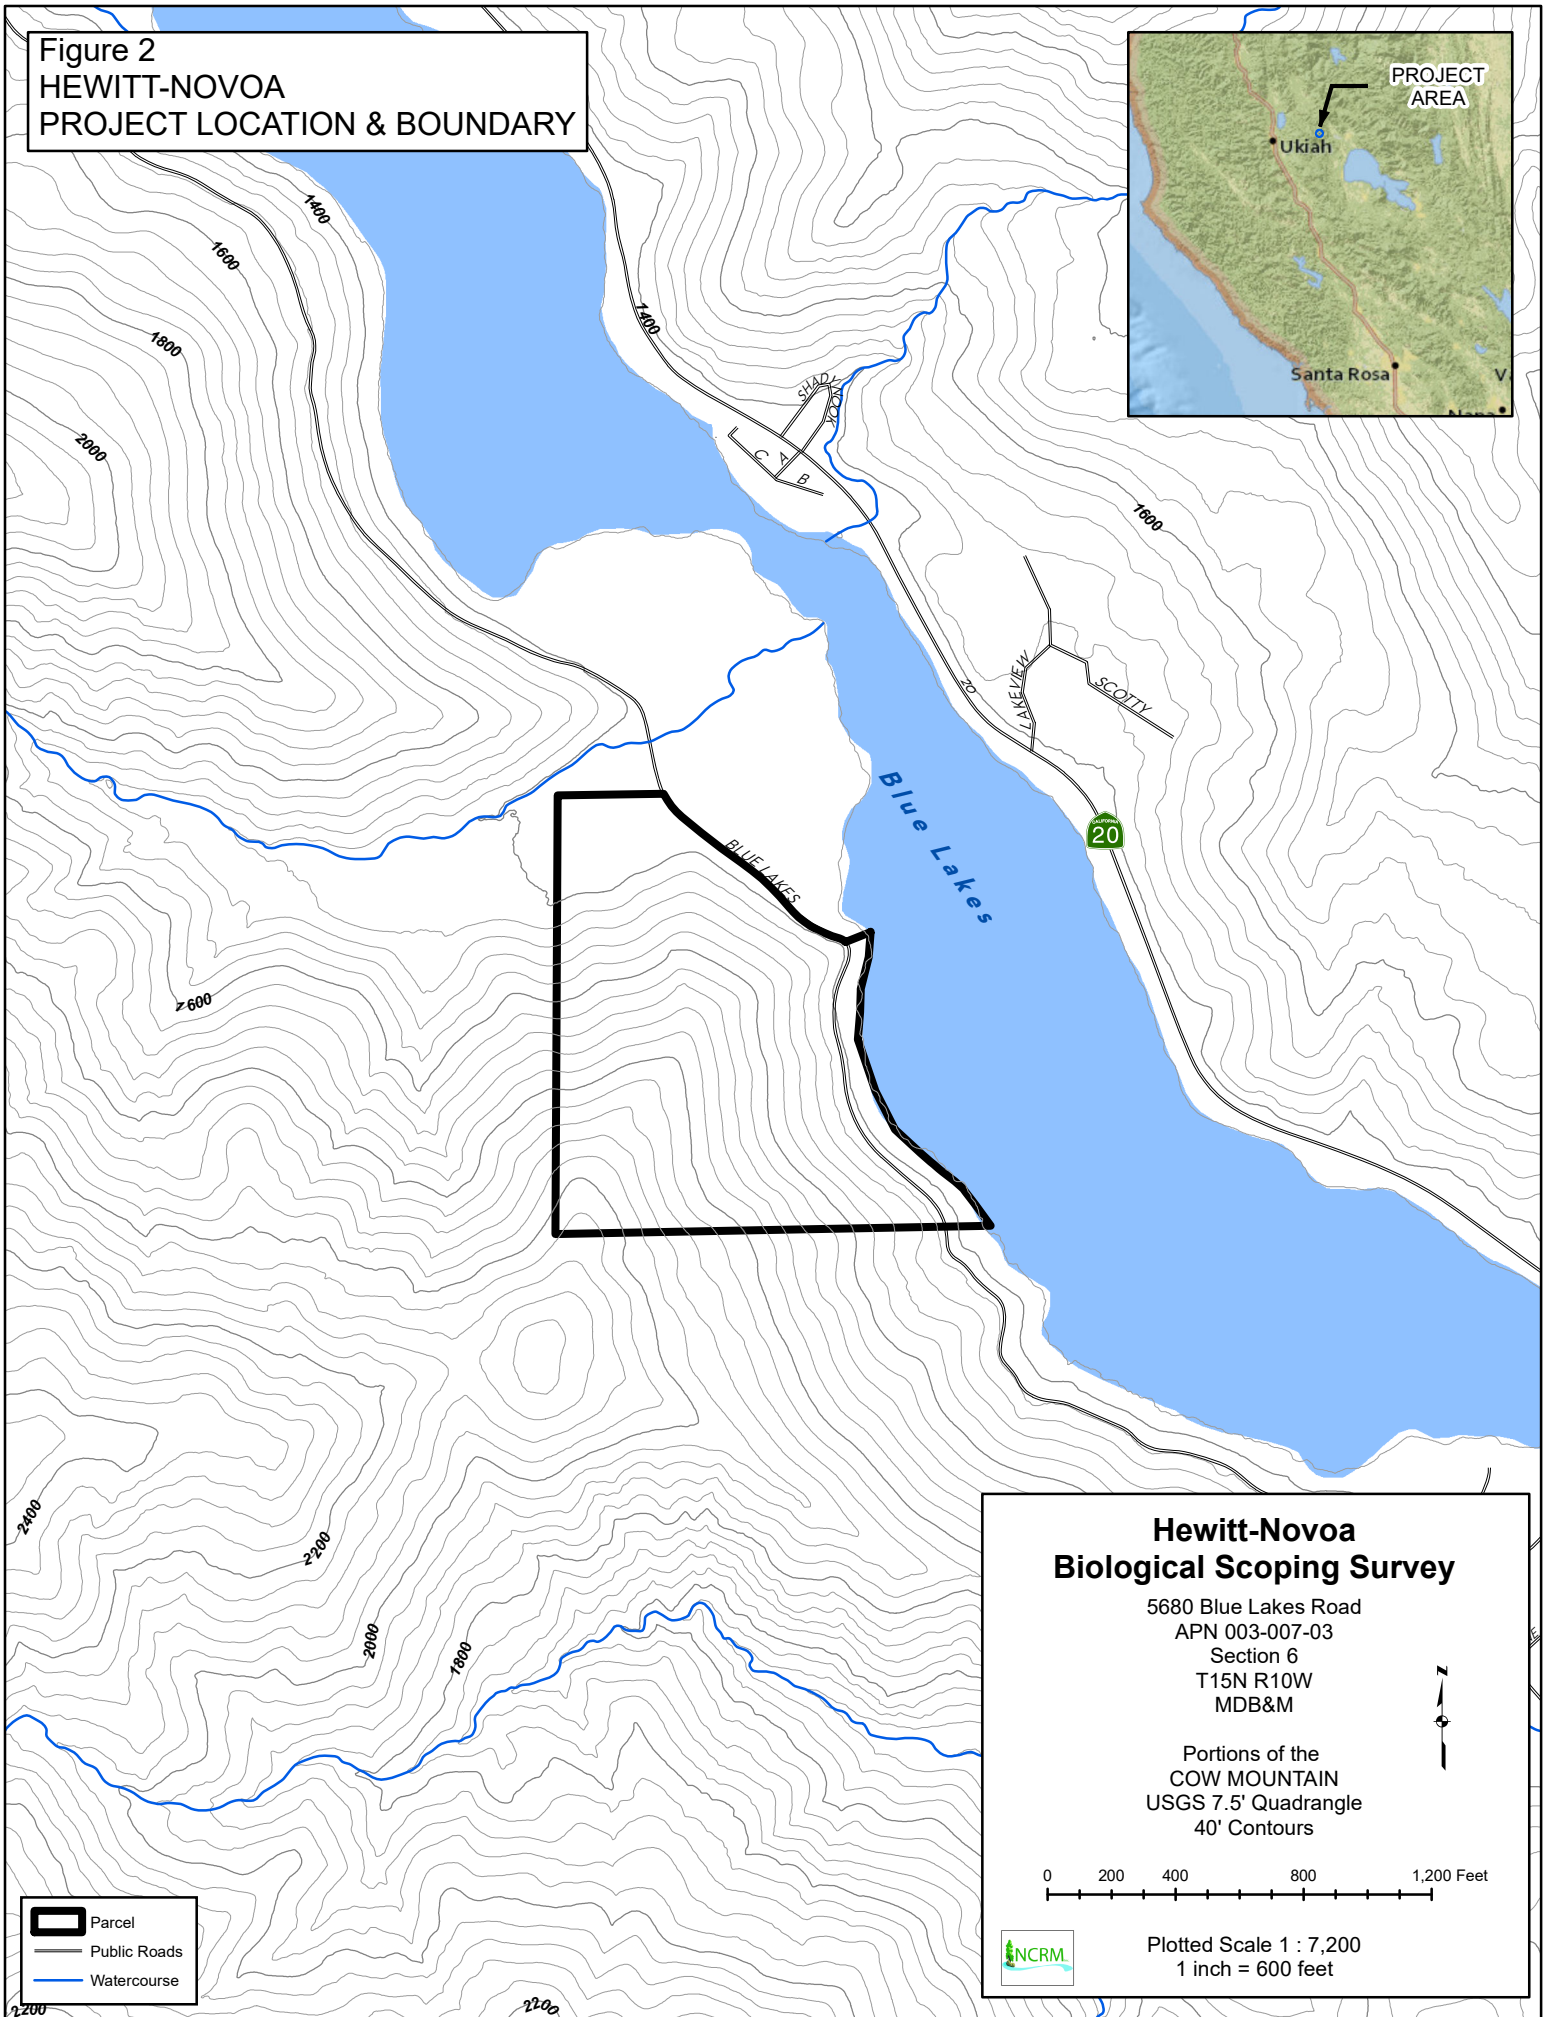 Figure 2
HEWITT-NOVOA
PROJECT LOCATION & BOUNDARY
PROJECT
AREA
Ukiah
Santa Rosa
1400
1600
1800
2000
1400
SHADY NOOK
C
A
B
1600
LAKEVIEW
SCOTTY
20
Blue Lakes
CALIFORNIA
20
BLUE LAKES
1600
2400
2200
2000
1800
2200
2200
Hewitt-Novoa
Biological Scoping Survey
5680 Blue Lakes Road
APN 003-007-03
Section 6
T15N R10W
MDB&M
N
Portions of the
COW MOUNTAIN
USGS 7.5' Quadrangle
40' Contours
0 200 400 800 1,200 Feet
NCRM
Plotted Scale 1 : 7,200
1 inch = 600 feet
Parcel
Public Roads
Watercourse